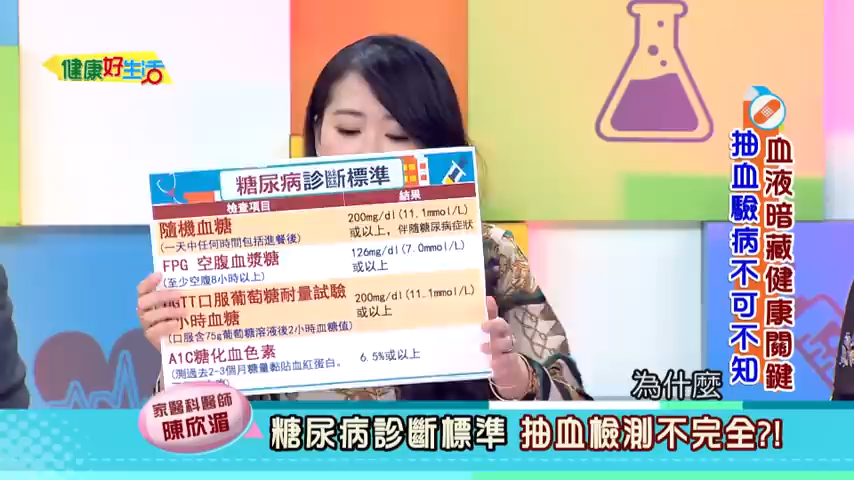 健康好生活
血液暗藏健康關鍵
抽血驗病不可不知
糖尿病診斷標準
檢查項目 結果
隨機血糖
(一天中任何時間包括進餐後)
200mg/dl(11.1mmol/L)
或以上，伴隨糖尿病症狀
FPG 空腹血漿糖
(至少空腹8小時以上)
126mg/dl(7.0mmol/L)
或以上
GTT口服葡萄糖耐量試驗
小時血糖
(口服含75g葡萄糖溶液後2小時血糖值)
200mg/dl(11.1mmol/L)
或以上
A1C糖化血色素
(測過去2-3個月糖量黏貼血紅蛋白。
6.5%或以上
為什麼
家醫科醫師
陳欣湄
糖尿病診斷標準 抽血檢測不完全?!